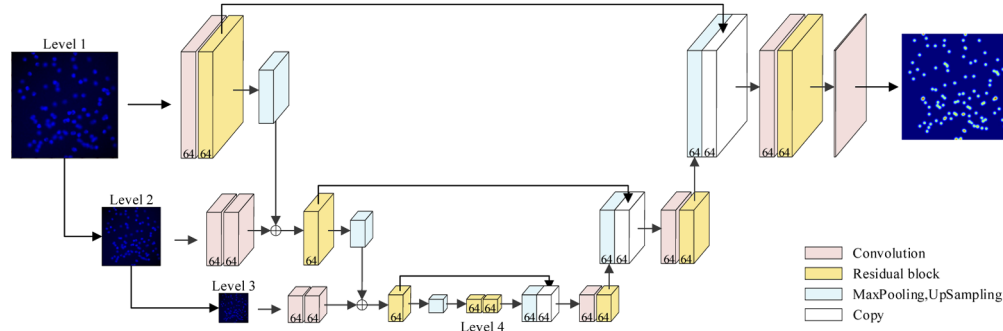 Level 1
64 64 64 64 64 64
Level 2
64 64 64 64 64 64 64
Level 3
64 64 64 64 64 64 64 64 64
Level 4
Convolution
Residual block
MaxPooling,UpSampling
Copy